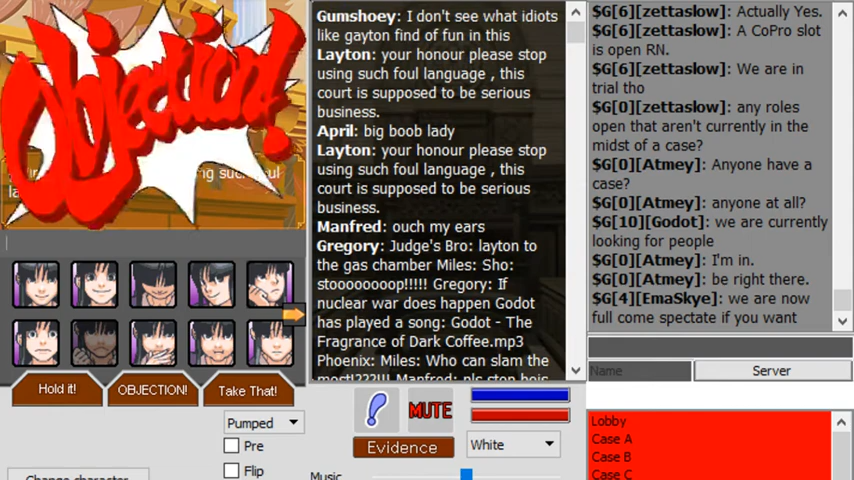 Objection!
ng such foul
la
Hold it!
OBJECTION!
Take That!
Pumped
Pre
Flip
Change character
Gumshoey: I don't see what idiots
like gayton find of fun in this
Layton: your honour please stop
using such foul language , this
court is supposed to be serious
business.
April: big boob lady
Layton: your honour please stop
using such foul language , this
court is supposed to be serious
business.
Manfred: ouch my ears
Gregory: Judge's Bro: layton to
the gas chamber Miles: Sho:
stoooooooop!!!!! Gregory: If
nuclear war does happen Godot
has played a song: Godot - The
Fragrance of Dark Coffee.mp3
Phoenix: Miles: Who can slam the
most!???!!! Manfred: pls stop bois
MUTE
Evidence
White
Music
$G[6][zettaslow]: Actually Yes.
$G[6][zettaslow]: A CoPro slot
is open RN.
$G[6][zettaslow]: We are in
trial tho
$G[0][zettaslow]: any roles
open that aren't currently in the
midst of a case?
$G[0][Atmey]: Anyone have a
case?
$G[0][Atmey]: anyone at all?
$G[10][Godot]: we are currently
looking for people
$G[0][Atmey]: I'm in.
$G[0][Atmey]: be right there.
$G[4][EmaSkye]: we are now
full come spectate if you want
Name
Server
Lobby
Case A
Case B
Case C